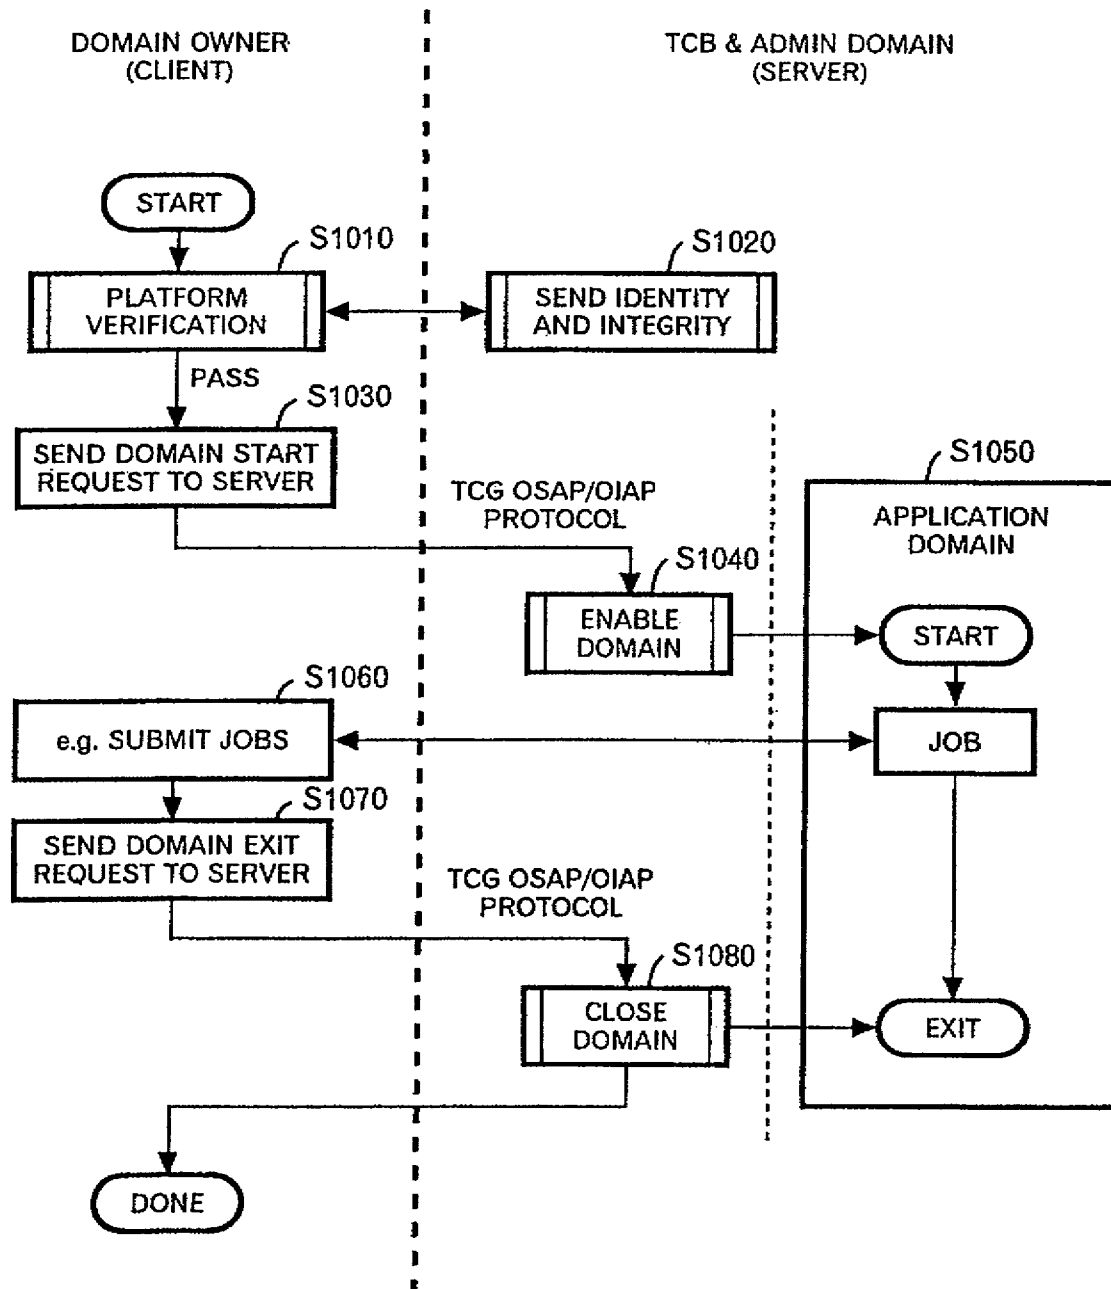 DOMAIN OWNER
(CLIENT)
TCB & ADMIN DOMAIN
(SERVER)
START
S1010
PLATFORM
VERIFICATION
S1020
SEND IDENTITY
AND INTEGRITY
PASS
S1030
SEND DOMAIN START
REQUEST TO SERVER
TCG OSAP/OIAP
PROTOCOL
S1040
ENABLE
DOMAIN
S1050
APPLICATION
DOMAIN
START
S1060
e.g. SUBMIT JOBS
JOB
S1070
SEND DOMAIN EXIT
REQUEST TO SERVER
TCG OSAP/OIAP
PROTOCOL
S1080
CLOSE
DOMAIN
EXIT
DONE